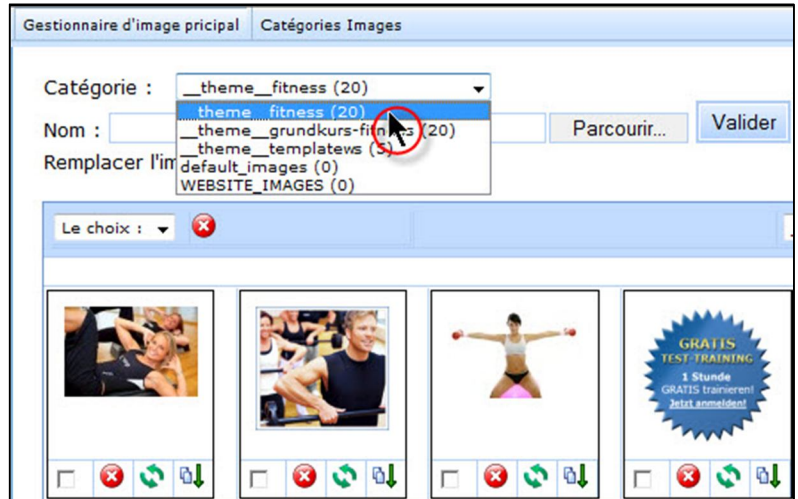 Gestionnaire d'image pricipal Catégories Images
Catégorie : __theme__fitness (20)
__theme__fitness (20)
Nom : __theme__grundkurs-fitness (20) Parcourir... Valider
__theme__templatews (5)
Remplacer l'im default_images (0)
WEBSITE_IMAGES (0)
Le choix :
GRATIS
TEST-TRAINING
1 Stunde
GRATIS trainieren!
Jetzt anmelden!